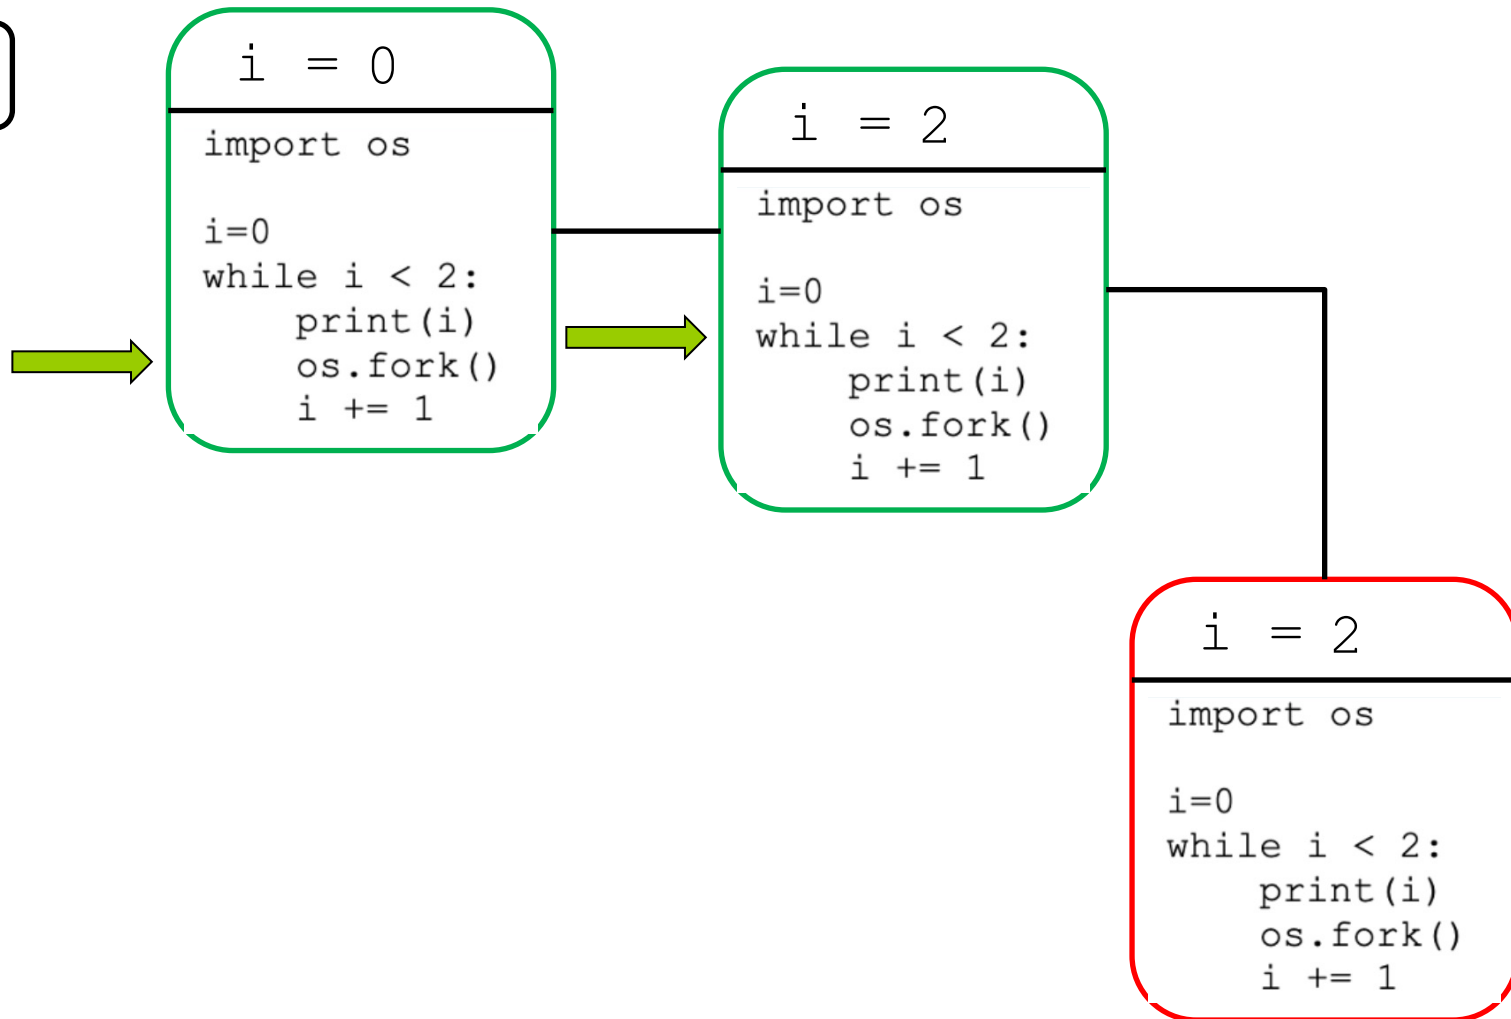 i = 0
import os
i=0
while i < 2:
    print(i)
    os.fork()
    i += 1
i = 2
import os
i=0
while i < 2:
    print(i)
    os.fork()
    i += 1
i = 2
import os
i=0
while i < 2:
    print(i)
    os.fork()
    i += 1